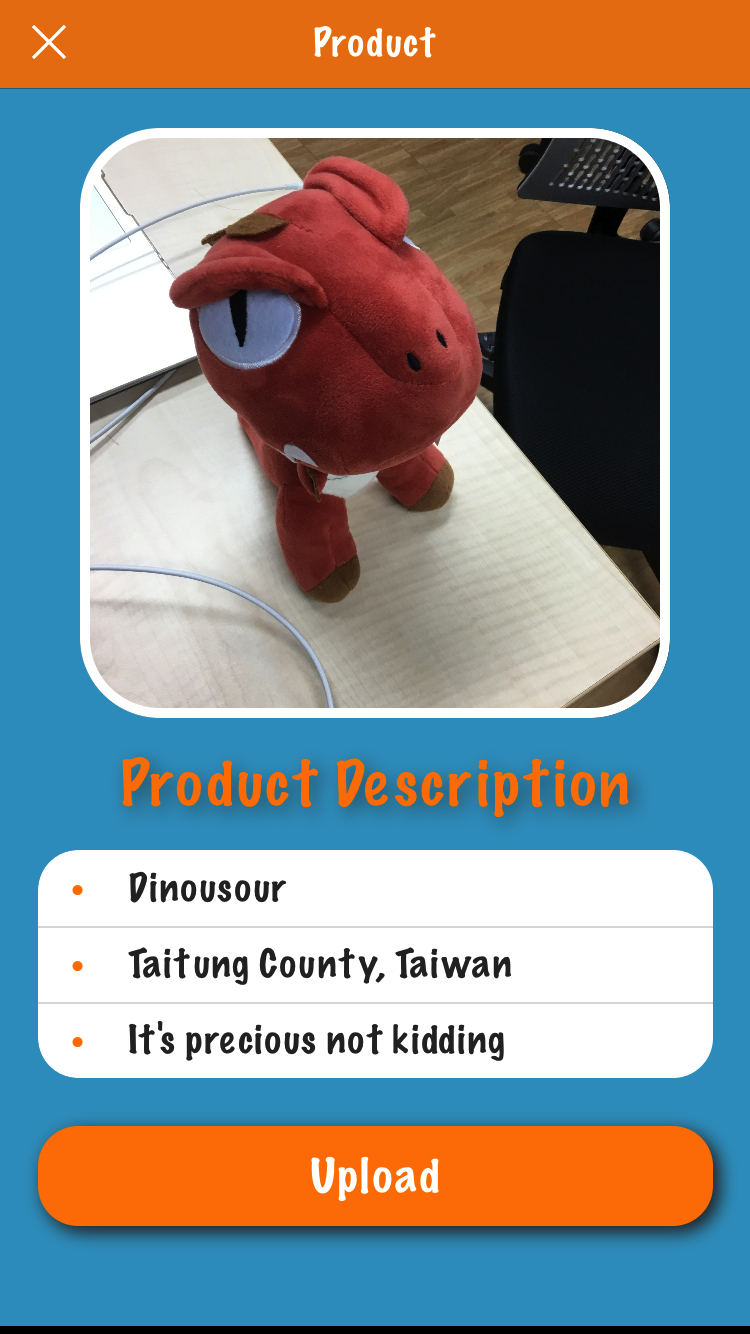 Product
Product Description
Dinousour
Taitung County, Taiwan
It's precious not kidding
Upload